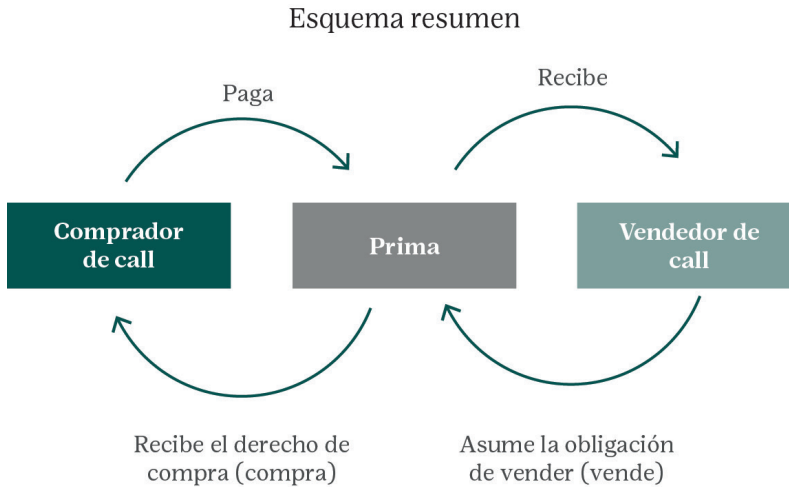 Esquema resumen
Paga
Recibe
Comprador
de call
Prima
Vendedor de
call
Recibe el derecho de
compra (compra)
Asume la obligación
de vender (vende)